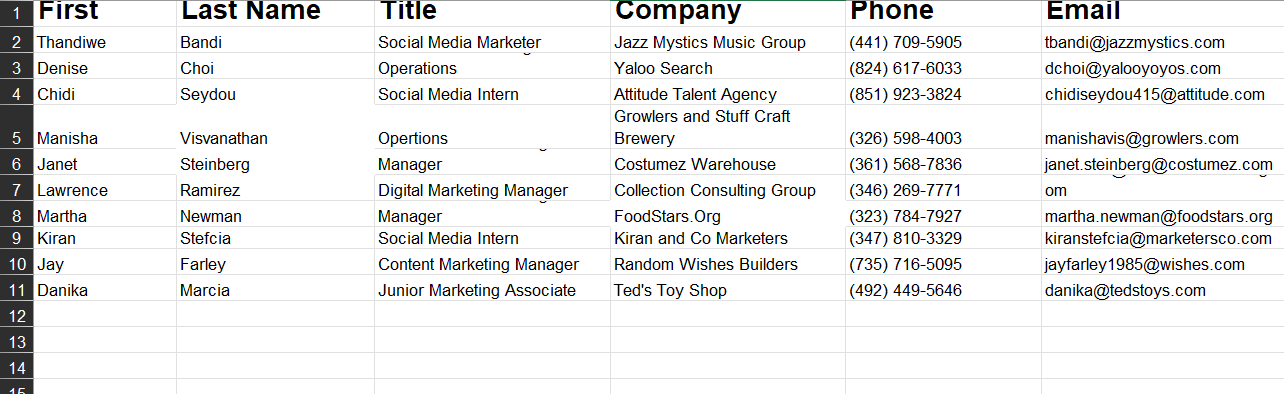 1 First Last Name Title Company Phone Email
2 Thandiwe Bandi Social Media Marketer Jazz Mystics Music Group (441) 709-5905 tbandi@jazzmystics.com
3 Denise Choi Operations Yaloo Search (824) 617-6033 dchoi@yalooyoyos.com
4 Chidi Seydou Social Media Intern Attitude Talent Agency (851) 923-3824 chidiseydou415@attitude.com
Growlers and Stuff Craft
5 Manisha Visvanathan Opertions Brewery (326) 598-4003 manishavis@growlers.com
6 Janet Steinberg Manager Costumez Warehouse (361) 568-7836 janet.steinberg@costumez.com
7 Lawrence Ramirez Digital Marketing Manager Collection Consulting Group (346) 269-7771 om
8 Martha Newman Manager FoodStars.Org (323) 784-7927 martha.newman@foodstars.org
9 Kiran Stefcia Social Media Intern Kiran and Co Marketers (347) 810-3329 kiranstefcia@marketersco.com
10 Jay Farley Content Marketing Manager Random Wishes Builders (735) 716-5095 jayfarley1985@wishes.com
11 Danika Marcia Junior Marketing Associate Ted's Toy Shop (492) 449-5646 danika@tedstoys.com
12
13
14
15